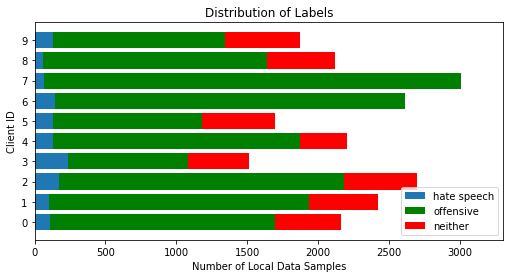 Distribution of Labels
Client ID
9
8
7
6
5
4
3
2
1
0
hate speech
offensive
neither
0 500 1000 1500 2000 2500 3000
Number of Local Data Samples